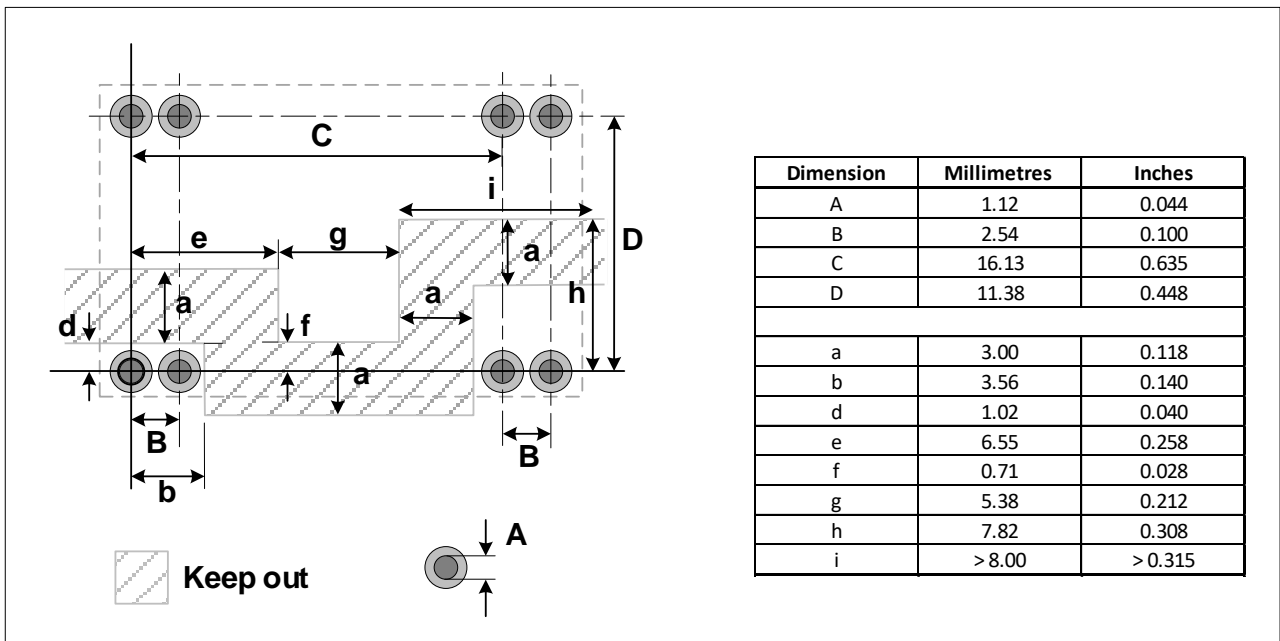 C
i
e
g
D
a
a
a
h
d
f
a
B
B
b
A
Keep out
Dimension Millimetres Inches
A 1.12 0.044
B 2.54 0.100
C 16.13 0.635
D 11.38 0.448
a 3.00 0.118
b 3.56 0.140
d 1.02 0.040
e 6.55 0.258
f 0.71 0.028
g 5.38 0.212
h 7.82 0.308
i > 8.00 > 0.315